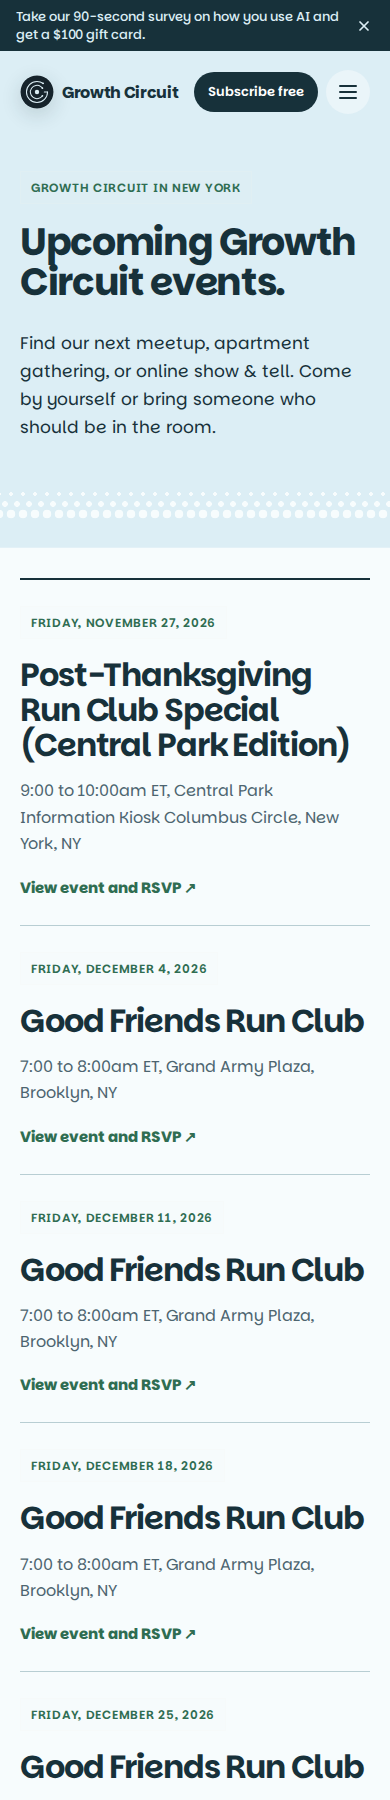 Take our 90-second survey on how you use AI and
get a $100 gift card.
×
Growth Circuit
Subscribe free
GROWTH CIRCUIT IN NEW YORK
Upcoming Growth
Circuit events.
Find our next meetup, apartment
gathering, or online show & tell. Come
by yourself or bring someone who
should be in the room.
FRIDAY, NOVEMBER 27, 2026
Post-Thanksgiving
Run Club Special
(Central Park Edition)
9:00 to 10:00am ET, Central Park
Information Kiosk Columbus Circle, New
York, NY
View event and RSVP ↗
FRIDAY, DECEMBER 4, 2026
Good Friends Run Club
7:00 to 8:00am ET, Grand Army Plaza,
Brooklyn, NY
View event and RSVP ↗
FRIDAY, DECEMBER 11, 2026
Good Friends Run Club
7:00 to 8:00am ET, Grand Army Plaza,
Brooklyn, NY
View event and RSVP ↗
FRIDAY, DECEMBER 18, 2026
Good Friends Run Club
7:00 to 8:00am ET, Grand Army Plaza,
Brooklyn, NY
View event and RSVP ↗
FRIDAY, DECEMBER 25, 2026
Good Friends Run Club